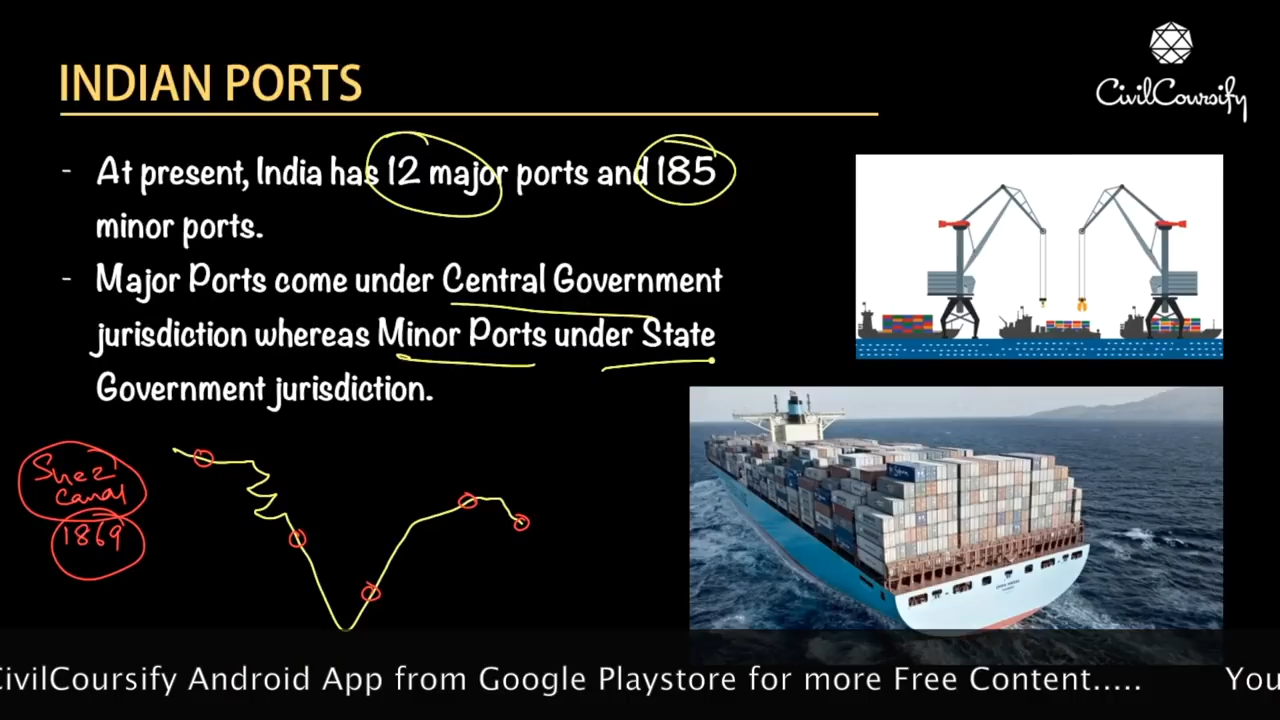 INDIAN PORTS
CivilCoursify
- At present, India has 12 major ports and 185
minor ports.
- Major Ports come under Central Government
jurisdiction whereas Minor Ports under State
Government jurisdiction.
Suez
canal
1869
CivilCoursify Android App from Google Playstore for more Free Content..... You